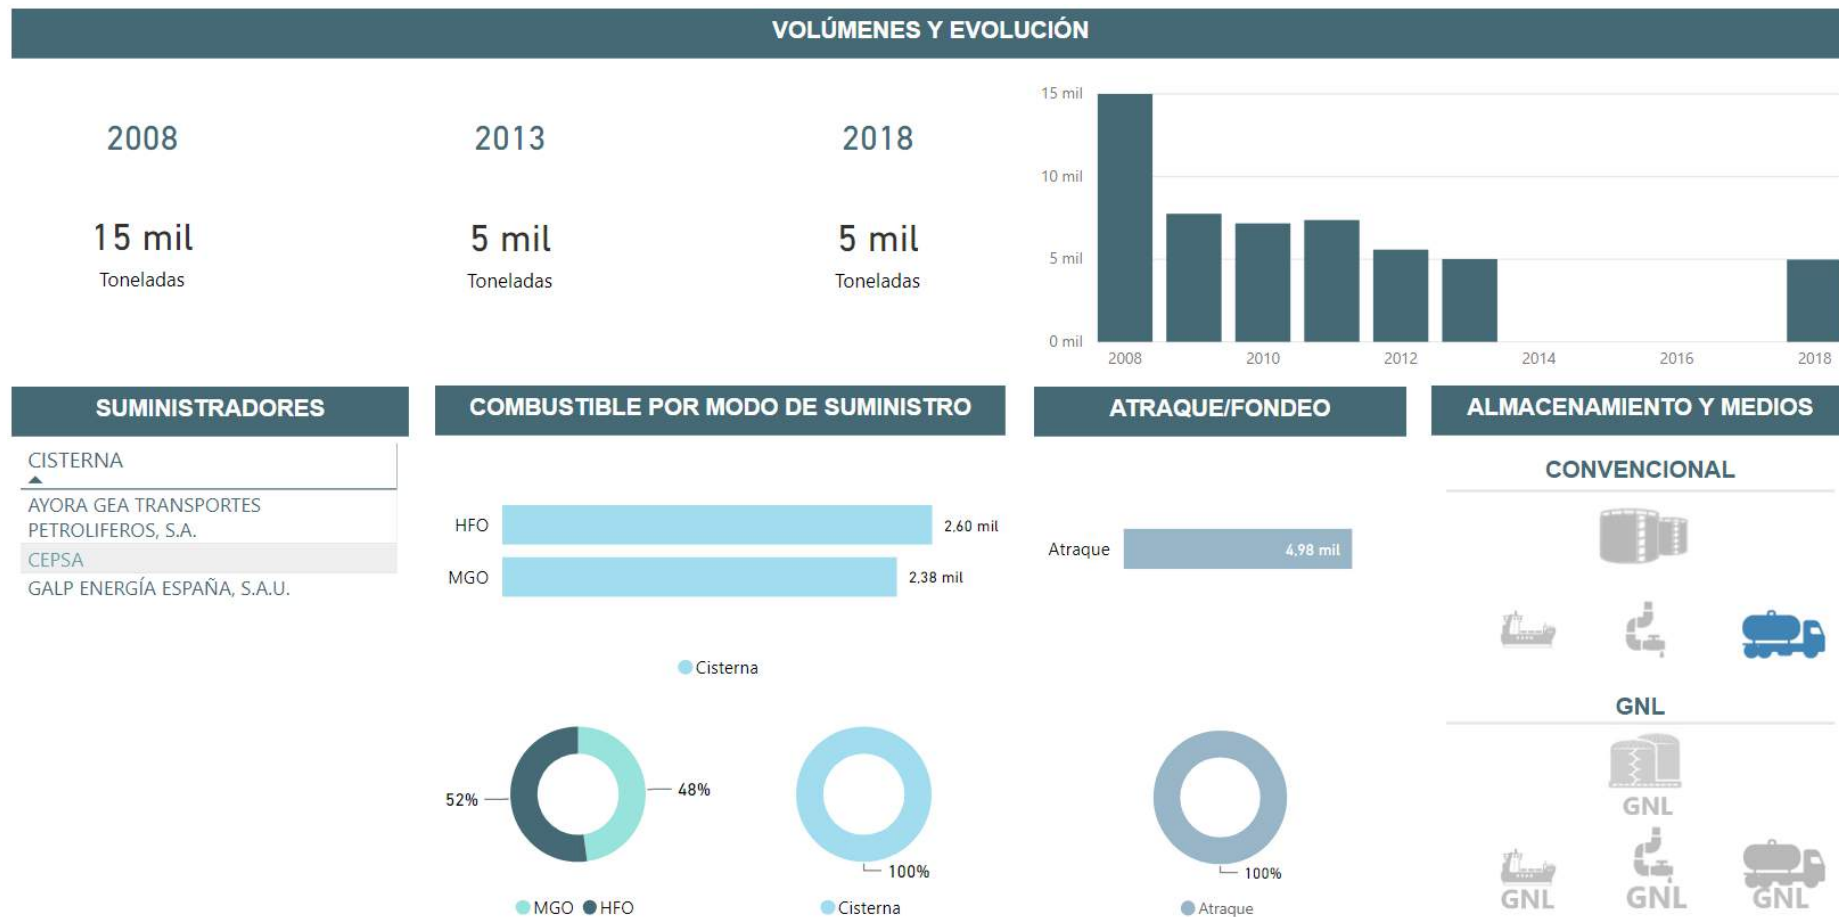 VOLÚMENES Y EVOLUCIÓN
2008
2013
2018
15 mil
Toneladas
5 mil
Toneladas
5 mil
Toneladas
15 mil
10 mil
5 mil
0 mil
2008
2010
2012
2014
2016
2018
SUMINISTRADORES
CISTERNA
AYORA GEA TRANSPORTES
PETROLIFEROS, S.A.
CEPSA
GALP ENERGÍA ESPAÑA, S.A.U.
COMBUSTIBLE POR MODO DE SUMINISTRO
HFO
2,60 mil
MGO
2,38 mil
Cisterna
52%
48%
MGO HFO
100%
Cisterna
ATRAQUE/FONDEO
Atraque
4,98 mil
100%
Atraque
ALMACENAMIENTO Y MEDIOS
CONVENCIONAL
GNL
GNL
GNL
GNL
GNL